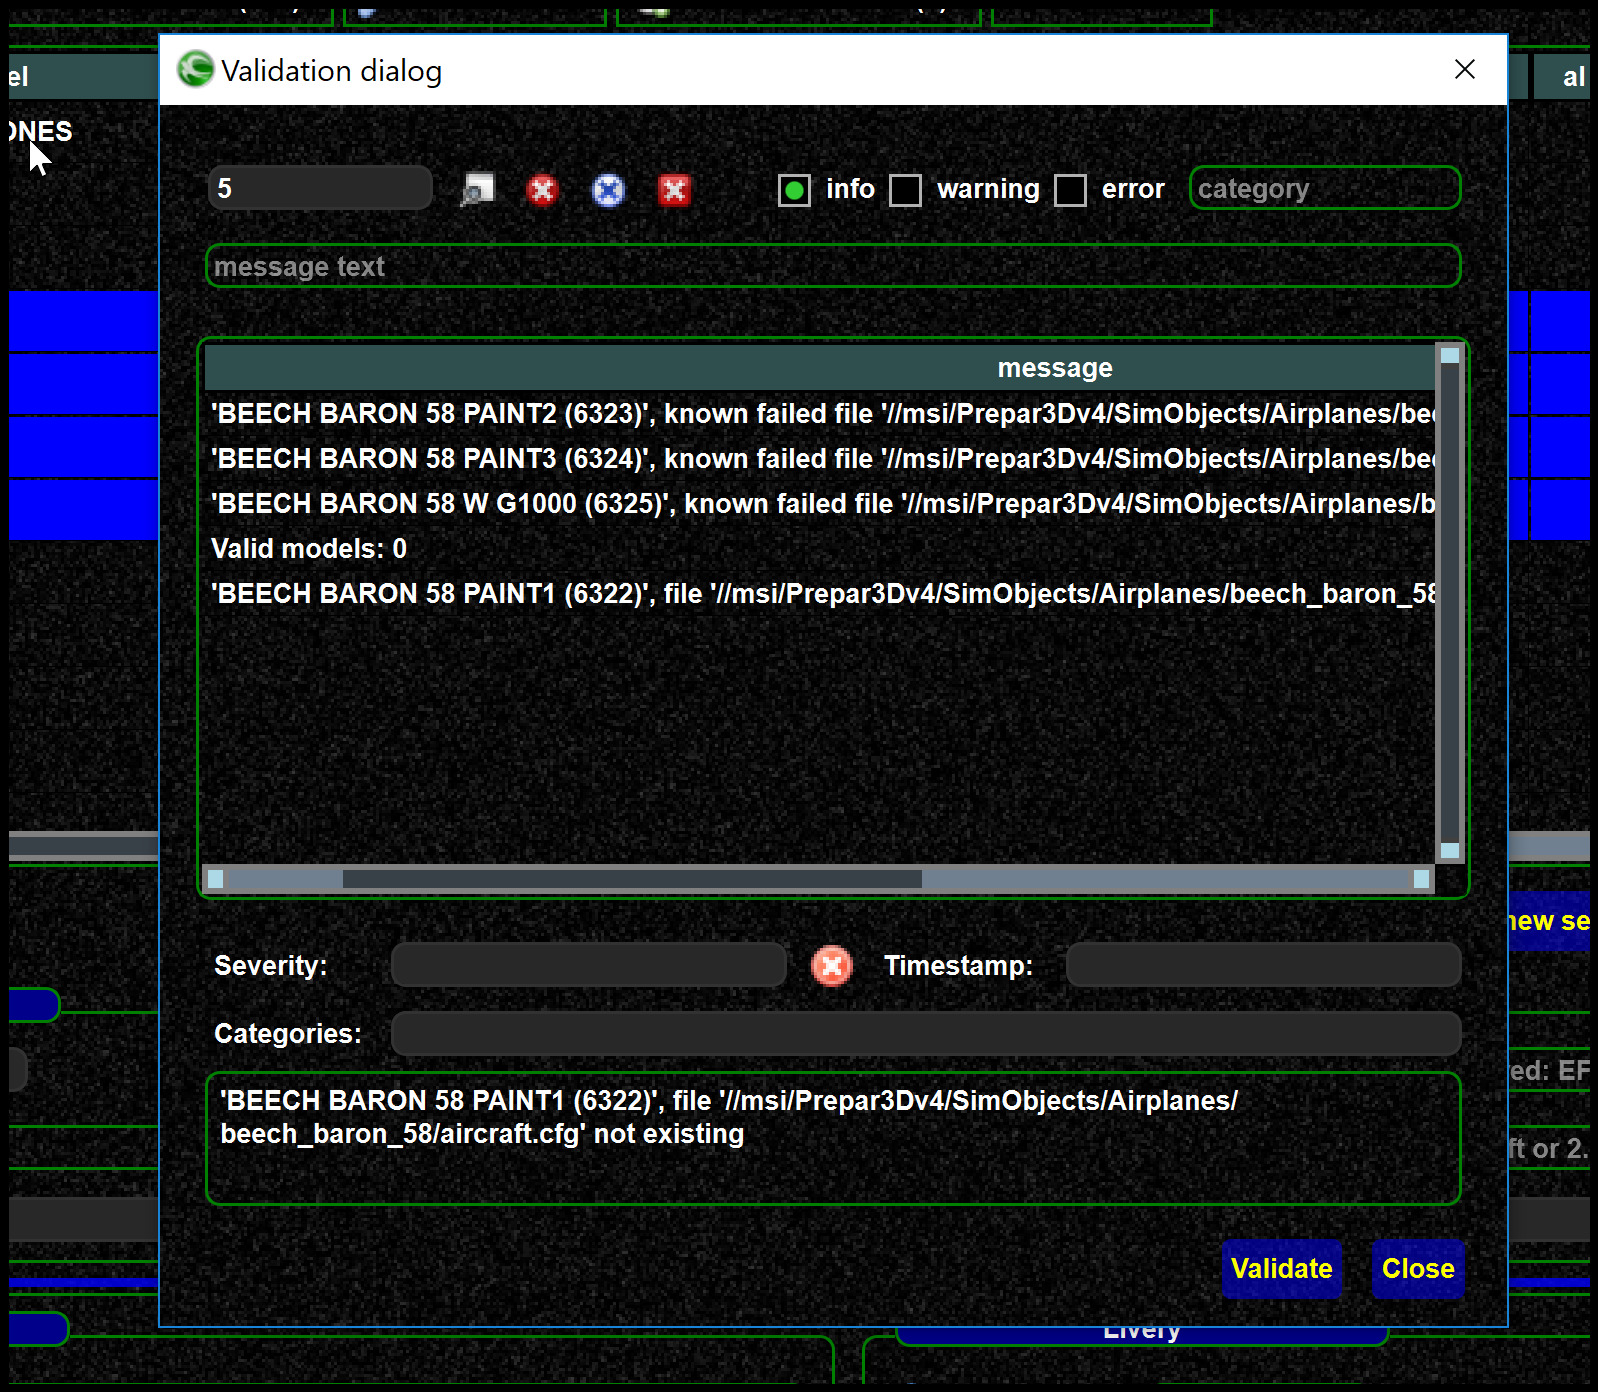 Validation dialog
el
al
ONES
5
info
warning
error
category
message text
message
'BEECH BARON 58 PAINT2 (6323)', known failed file '//msi/Prepar3Dv4/SimObjects/Airplanes/bee
'BEECH BARON 58 PAINT3 (6324)', known failed file '//msi/Prepar3Dv4/SimObjects/Airplanes/bee
'BEECH BARON 58 W G1000 (6325)', known failed file '//msi/Prepar3Dv4/SimObjects/Airplanes/b
Valid models: 0
'BEECH BARON 58 PAINT1 (6322)', file '//msi/Prepar3Dv4/SimObjects/Airplanes/beech_baron_58
new se
Severity:
Timestamp:
Categories:
red: EF
'BEECH BARON 58 PAINT1 (6322)', file '//msi/Prepar3Dv4/SimObjects/Airplanes/
beech_baron_58/aircraft.cfg' not existing
ft or 2.
Validate
Close
Livery